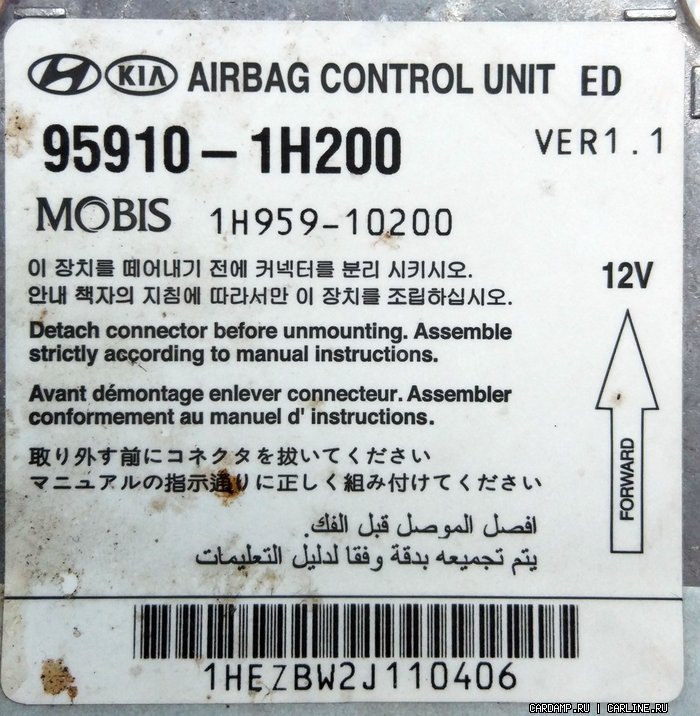 KIA AIRBAG CONTROL UNIT ED
95910-1H200 VER1.1
MOBIS 1H959-10200
이 장치를 떼어내기 전에 커넥터를 분리 시키시오.
안내 책자의 지침에 따라서만 이 장치를 조립하십시오.
12V
Detach connector before unmounting. Assemble
strictly according to manual instructions.
Avant démontage enlever connecteur. Assembler
conformement au manuel d' instructions.
FORWARD
取り外す前にコネクタを抜いてください
マニュアルの指示通りに正しく組み付けてください
افصل الموصل قبل الفك.
يتم تجميعه بدقة وفقا لدليل التعليمات
1HEZBW2J110406
CARDAMP.RU | CARLINE.RU